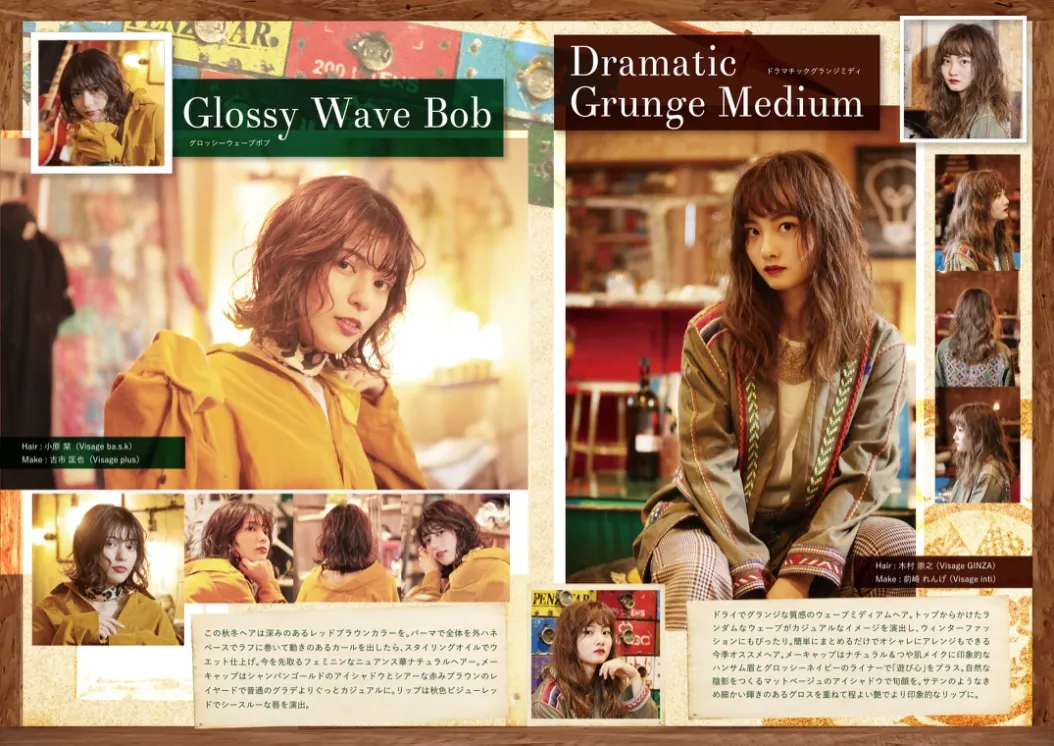 Glossy Wave Bob
グロッシーウェーブボブ
Hair : 小原 栞（Visage ba.s.k）
Make : 古市 匡也（Visage plus）
この秋冬ヘアは深みのあるレッドブラウンカラーを。パーマで全体を外ハネ
ベースでラフに巻いて動きのあるカールを出したら、スタイリングオイルでウ
エット仕上げ。今を先取るフェミニンなニュアンス華ナチュラルヘアー。メー
キャップはシャンパンゴールドのアイシャドウとシアーな赤みブラウンのレ
イヤードで普通のグラデよりぐっとカジュアルに。リップは秋色ビジューレッ
ドでシースルーな唇を演出。
Dramatic
ドラマチックグランジミディ
Grunge Medium
Hair : 木村 崇之（Visage GINZA）
Make : 前崎 れんげ（Visage inti）
ドライでグランジな質感のウェーブミディアムヘア。トップからかけたラ
ンダムなウェーブがカジュアルなイメージを演出し、ウィンターファッ
ションにもぴったり。簡単にまとめるだけでオシャレにアレンジもできる
今季オススメヘア。メーキャップはナチュラル＆つや肌メイクに印象的な
ハンサム眉とグロッシーネイビーのライナーで「遊び心」をプラス。自然な
陰影をつくるマットベージュのアイシャドウで旬顔を。サテンのようなき
め細かい輝きのあるグロスを重ねて程よい艶でより印象的なリップに。